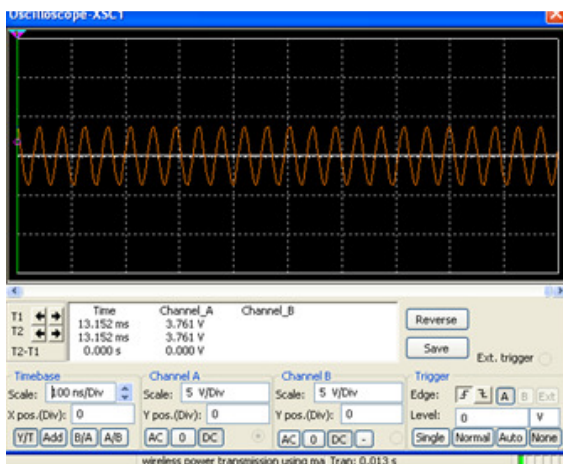 Oscilloscope-XSC1
Time Channel_A Channel_B
T1 13.152 ms 3.761 V
T2 13.152 ms 3.761 V
T2-T1 0.000 s 0.000 V
Reverse
Save
Ext. trigger
Timebase
Scale: 100 ns/Div
X pos.(Div): 0
Y/T Add B/A A/B
Channel A
Scale: 5 V/Div
Y pos.(Div): 0
AC 0 DC
Channel B
Scale: 5 V/Div
Y pos.(Div): 0
AC 0 DC -
Trigger
Edge: A B Ext
Level: 0 V
Single Normal Auto None
wireless power transmission using ma Tran: 0.013 s